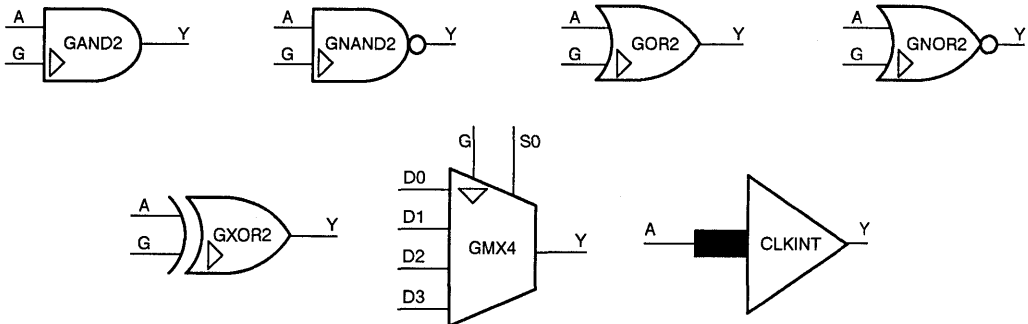 A
G
GAND2
Y
A
G
GNAND2
Y
A
G
GOR2
Y
A
G
GNOR2
Y
A
G
GXOR2
Y
G
S0
D0
D1
D2
D3
GMX4
Y
A
CLKINT
Y